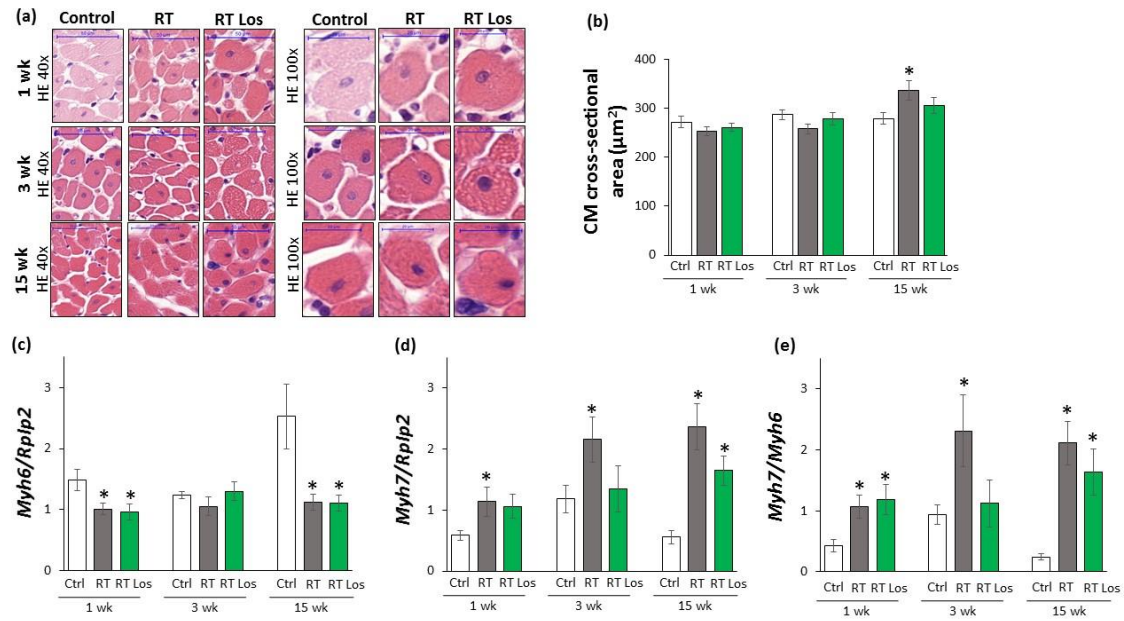 (a)
Control RT RT Los Control RT RT Los
1 wk
HE 40x
HE 100x
3 wk
HE 40x
HE 100x
15 wk
HE 40x
HE 100x
(b)
CM cross-sectional
area (µm²)
400
300
200
100
0
*
Ctrl RT RT Los Ctrl RT RT Los Ctrl RT RT Los
1 wk 3 wk 15 wk
(c)
Myh6/Rplp2
3
2
1
0
* * * *
Ctrl RT RT Los Ctrl RT RT Los Ctrl RT RT Los
1 wk 3 wk 15 wk
(d)
Myh7/Rplp2
3
2
1
0
* * * *
Ctrl RT RT Los Ctrl RT RT Los Ctrl RT RT Los
1 wk 3 wk 15 wk
(e)
Myh7/Myh6
3
2
1
0
* * * * *
Ctrl RT RT Los Ctrl RT RT Los Ctrl RT RT Los
1 wk 3 wk 15 wk